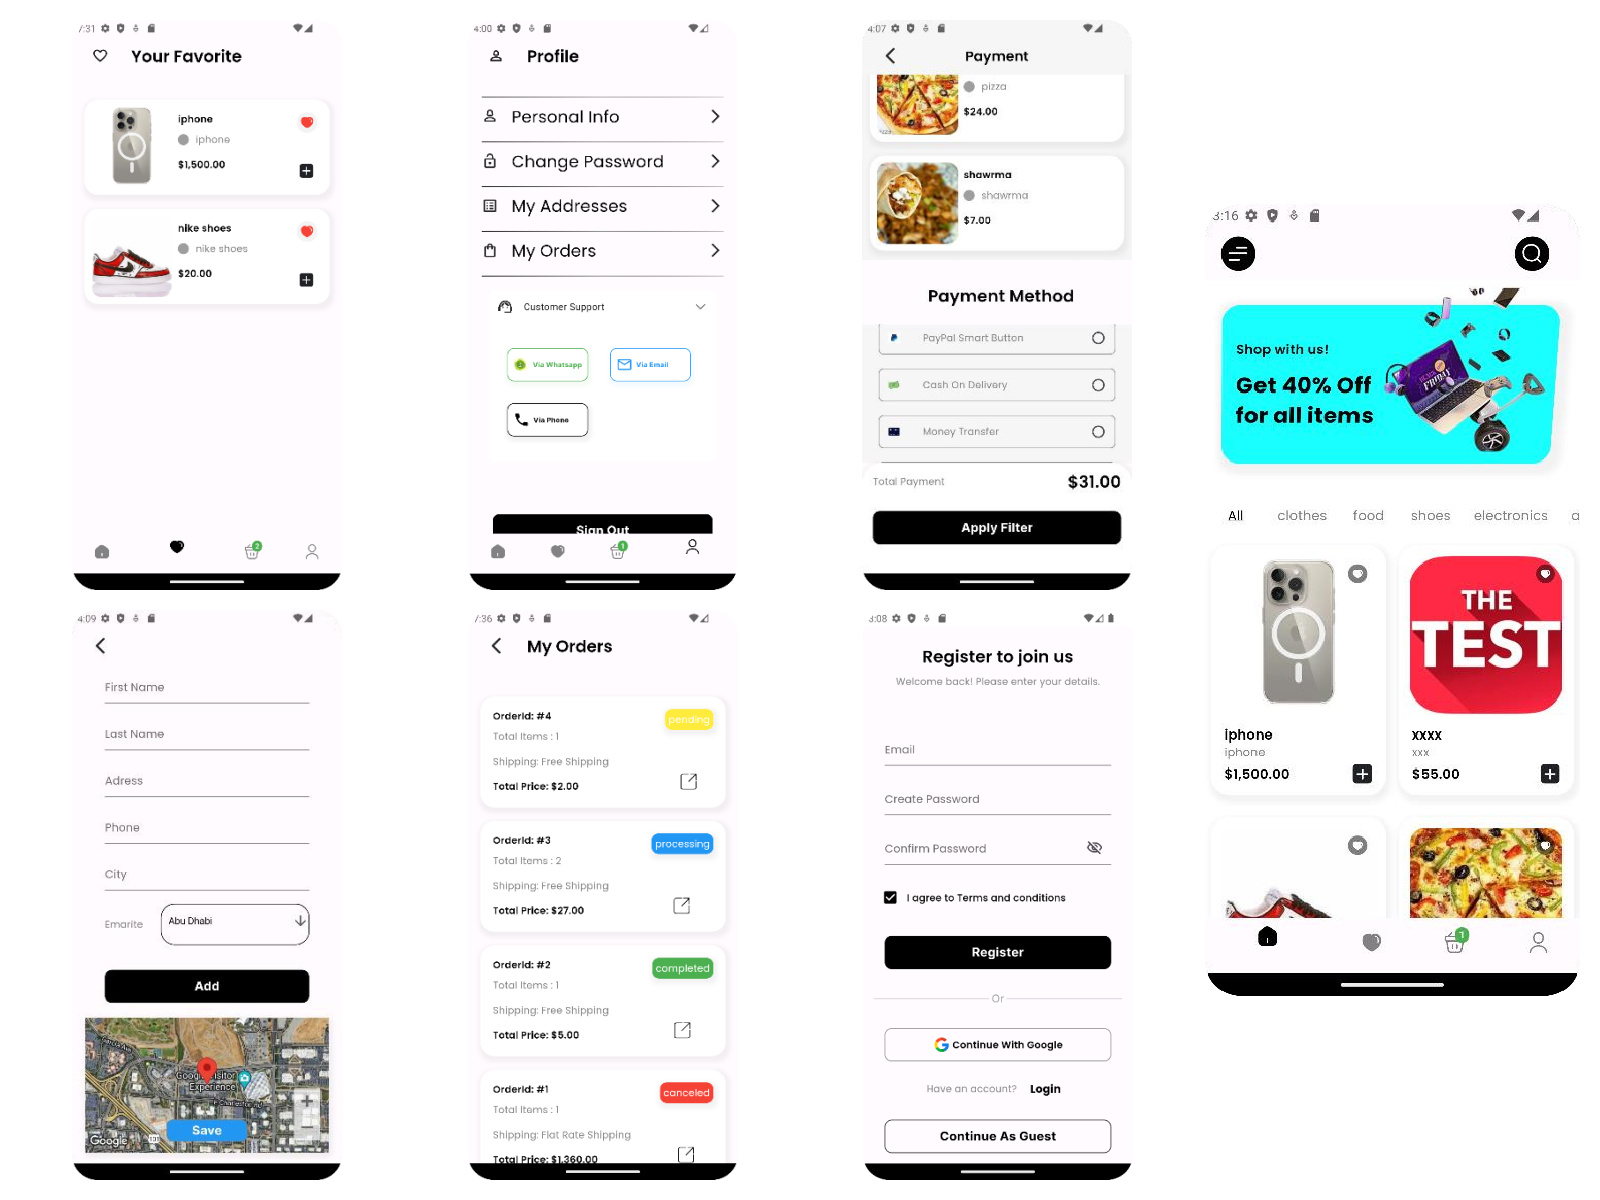 7:31
Your Favorite
iphone
iphone
$1,500.00
nike shoes
nike shoes
$20.00
2
4:00
Profile
Personal Info
Change Password
My Addresses
My Orders
Customer Support
Via Whatsapp
Via Email
Via Phone
Sign Out
1
4:07
Payment
pizza
$24.00
shawrma
shawrma
$7.00
Payment Method
PayPal Smart Button
Cash On Delivery
Money Transfer
Total Payment
$31.00
Apply Filter
3:16
Shop with us!
Get 40% Off
for all items
FRIDAY
All clothes food shoes electronics a
THE
TEST
iphone
iphone
$1,500.00
xxxx
xxx
$55.00
1
4:09
First Name
Last Name
Adress
Phone
City
Emarite
Abu Dhabi
Add
Google Visitor
Experience
E Charleston Rd
Save
Google
7:36
My Orders
OrderId: #4
pending
Total Items : 1
Shipping: Free Shipping
Total Price: $2.00
OrderId: #3
processing
Total Items : 2
Shipping: Free Shipping
Total Price: $27.00
OrderId: #2
completed
Total Items : 1
Shipping: Free Shipping
Total Price: $5.00
OrderId: #1
canceled
Total Items : 1
Shipping: Flat Rate Shipping
Total Price: $1,360.00
3:08
Register to join us
Welcome back! Please enter your details.
Email
Create Password
Confirm Password
I agree to Terms and conditions
Register
Or
Continue With Google
Have an account? Login
Continue As Guest